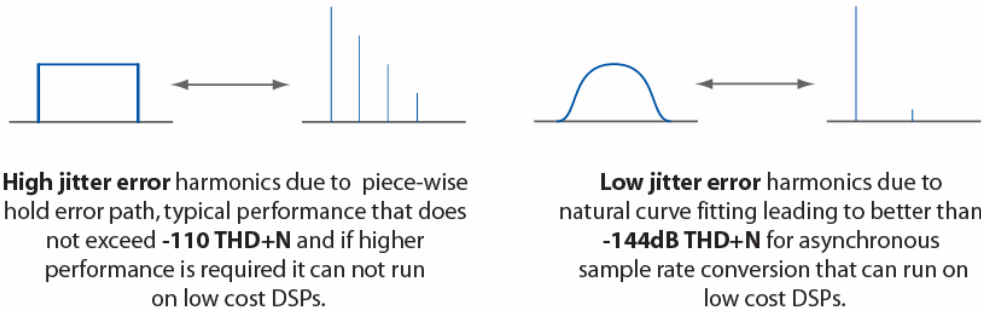 High jitter error harmonics due to piece-wise
hold error path, typical performance that does
not exceed -110 THD+N and if higher
performance is required it can not run
on low cost DSPs.
Low jitter error harmonics due to
natural curve fitting leading to better than
-144dB THD+N for asynchronous
sample rate conversion that can run on
low cost DSPs.